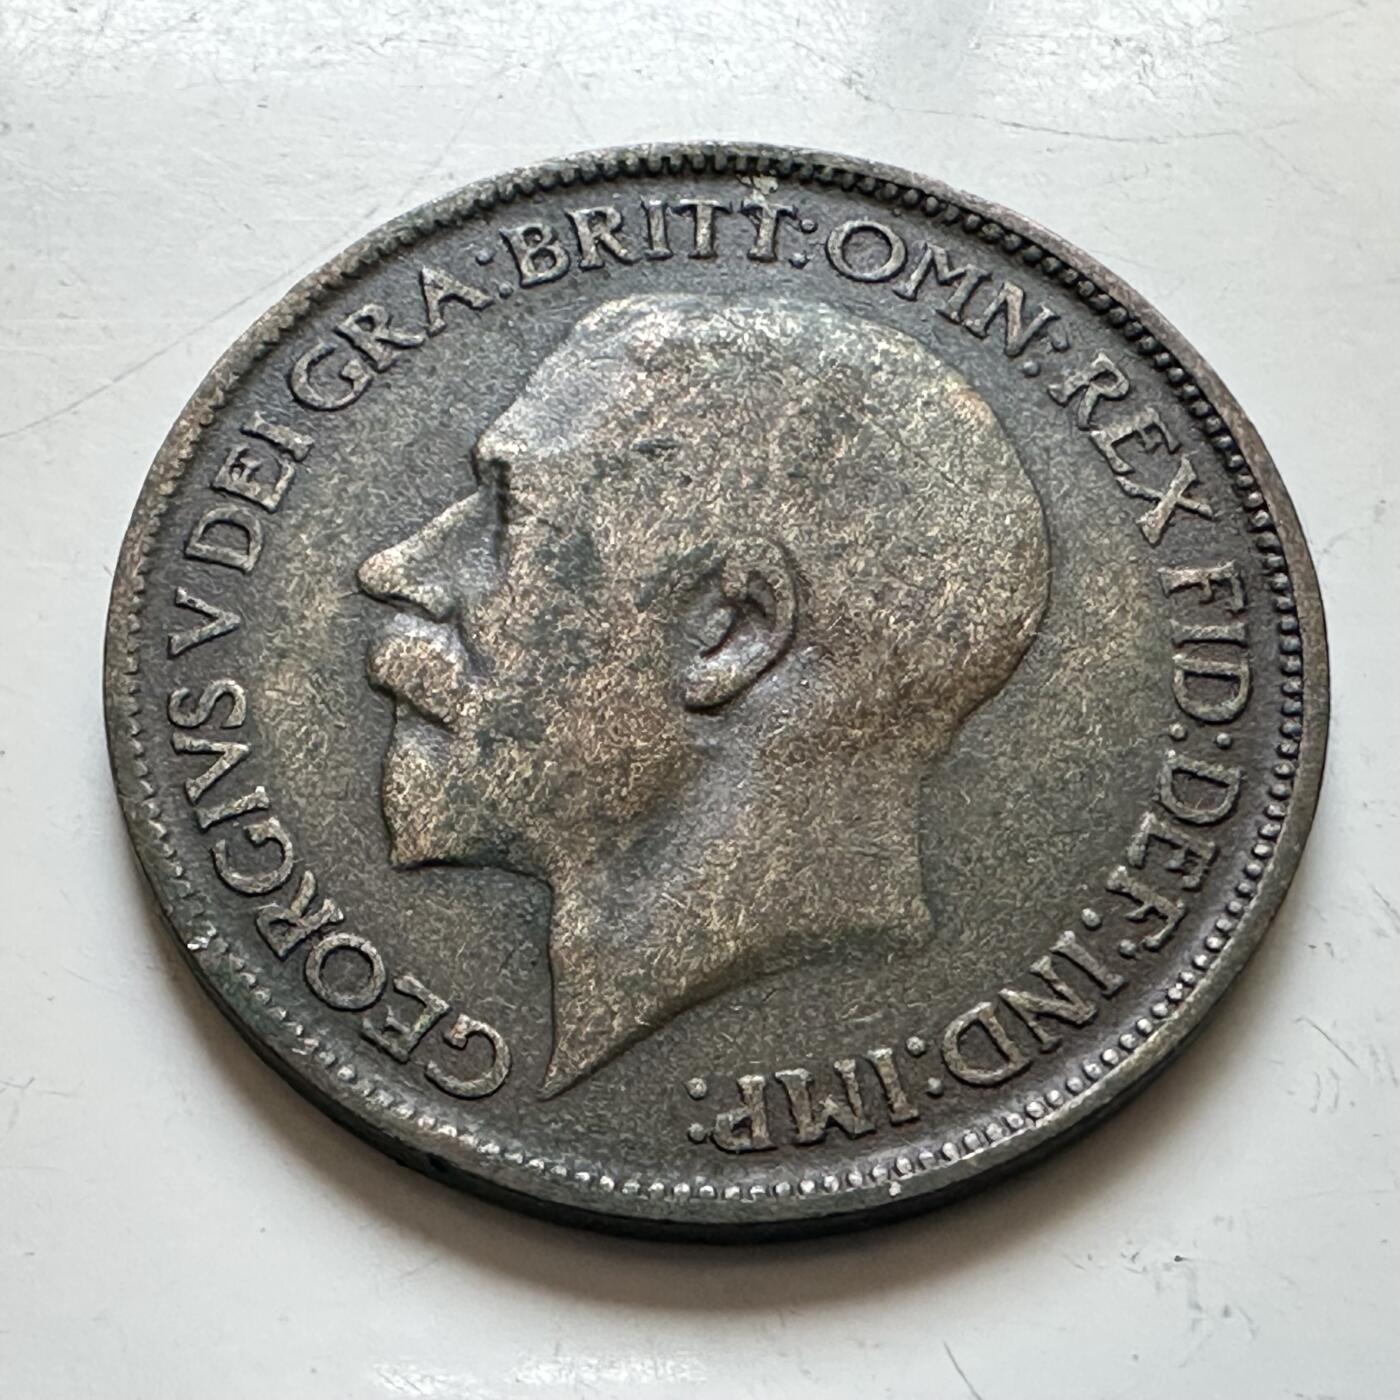 GEORGIVS V DEI GRA:BRITT:OMN:REX FID:DEF:IND:IMP: